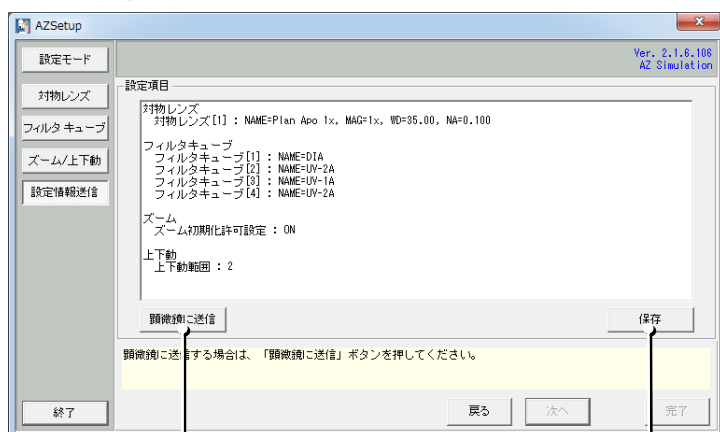 AZSetup
設定モード
Ver. 2.1.6.106
AZ Simulation
対物レンズ
フィルタ キューブ
ズーム/上下動
設定情報送信
設定項目
対物レンズ
対物レンズ[1] : NAME=Plan Apo 1x, MAG=1x, WD=35.00, NA=0.100
フィルタキューブ
フィルタキューブ[1] : NAME=DIA
フィルタキューブ[2] : NAME=UV-2A
フィルタキューブ[3] : NAME=UV-1A
フィルタキューブ[4] : NAME=UV-2A
ズーム
ズーム初期化許可設定 : ON
上下動
上下動範囲 : 2
顕微鏡に送信
保存
顕微鏡に送信する場合は、「顕微鏡に送信」ボタンを押してください。
終了
戻る
次へ
完了